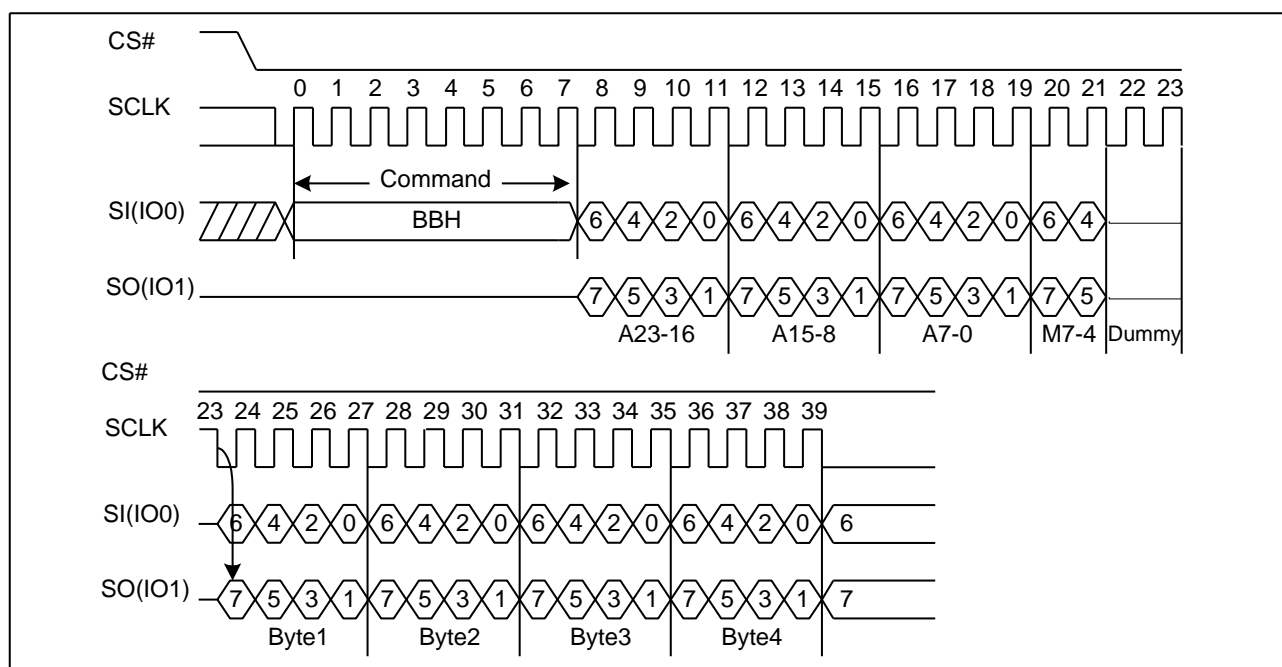 CS#
0 1 2 3 4 5 6 7 8 9 10 11 12 13 14 15 16 17 18 19 20 21 22 23
SCLK
Command
SI(IO0) BBH 6 4 2 0 6 4 2 0 6 4 2 0 6 4
SO(IO1) 7 5 3 1 7 5 3 1 7 5 3 1 7 5
A23-16 A15-8 A7-0 M7-4 Dummy
CS#
23 24 25 26 27 28 29 30 31 32 33 34 35 36 37 38 39
SCLK
SI(IO0) 6 4 2 0 6 4 2 0 6 4 2 0 6 4 2 0 6
SO(IO1) 7 5 3 1 7 5 3 1 7 5 3 1 7 5 3 1 7
Byte1 Byte2 Byte3 Byte4